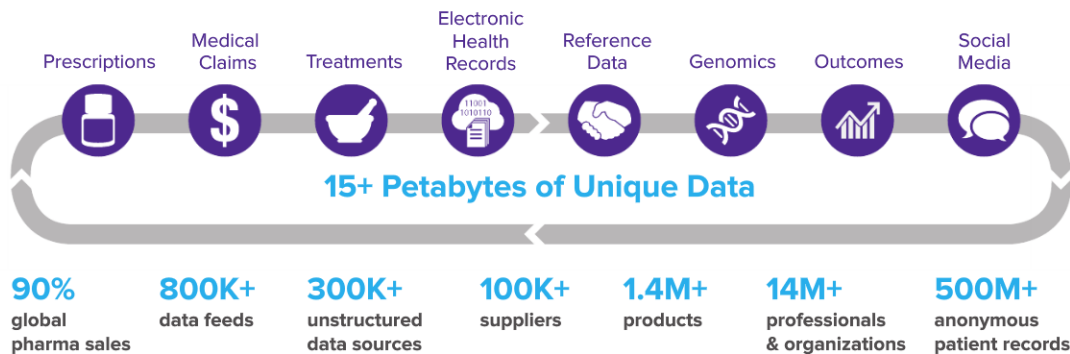 Prescriptions
Medical
Claims
Treatments
Electronic
Health
Records
Reference
Data
Genomics
Outcomes
Social
Media
$
11001
1010110
15+ Petabytes of Unique Data
90%
global
pharma sales
800K+
data feeds
300K+
unstructured
data sources
100K+
suppliers
1.4M+
products
14M+
professionals
& organizations
500M+
anonymous
patient records